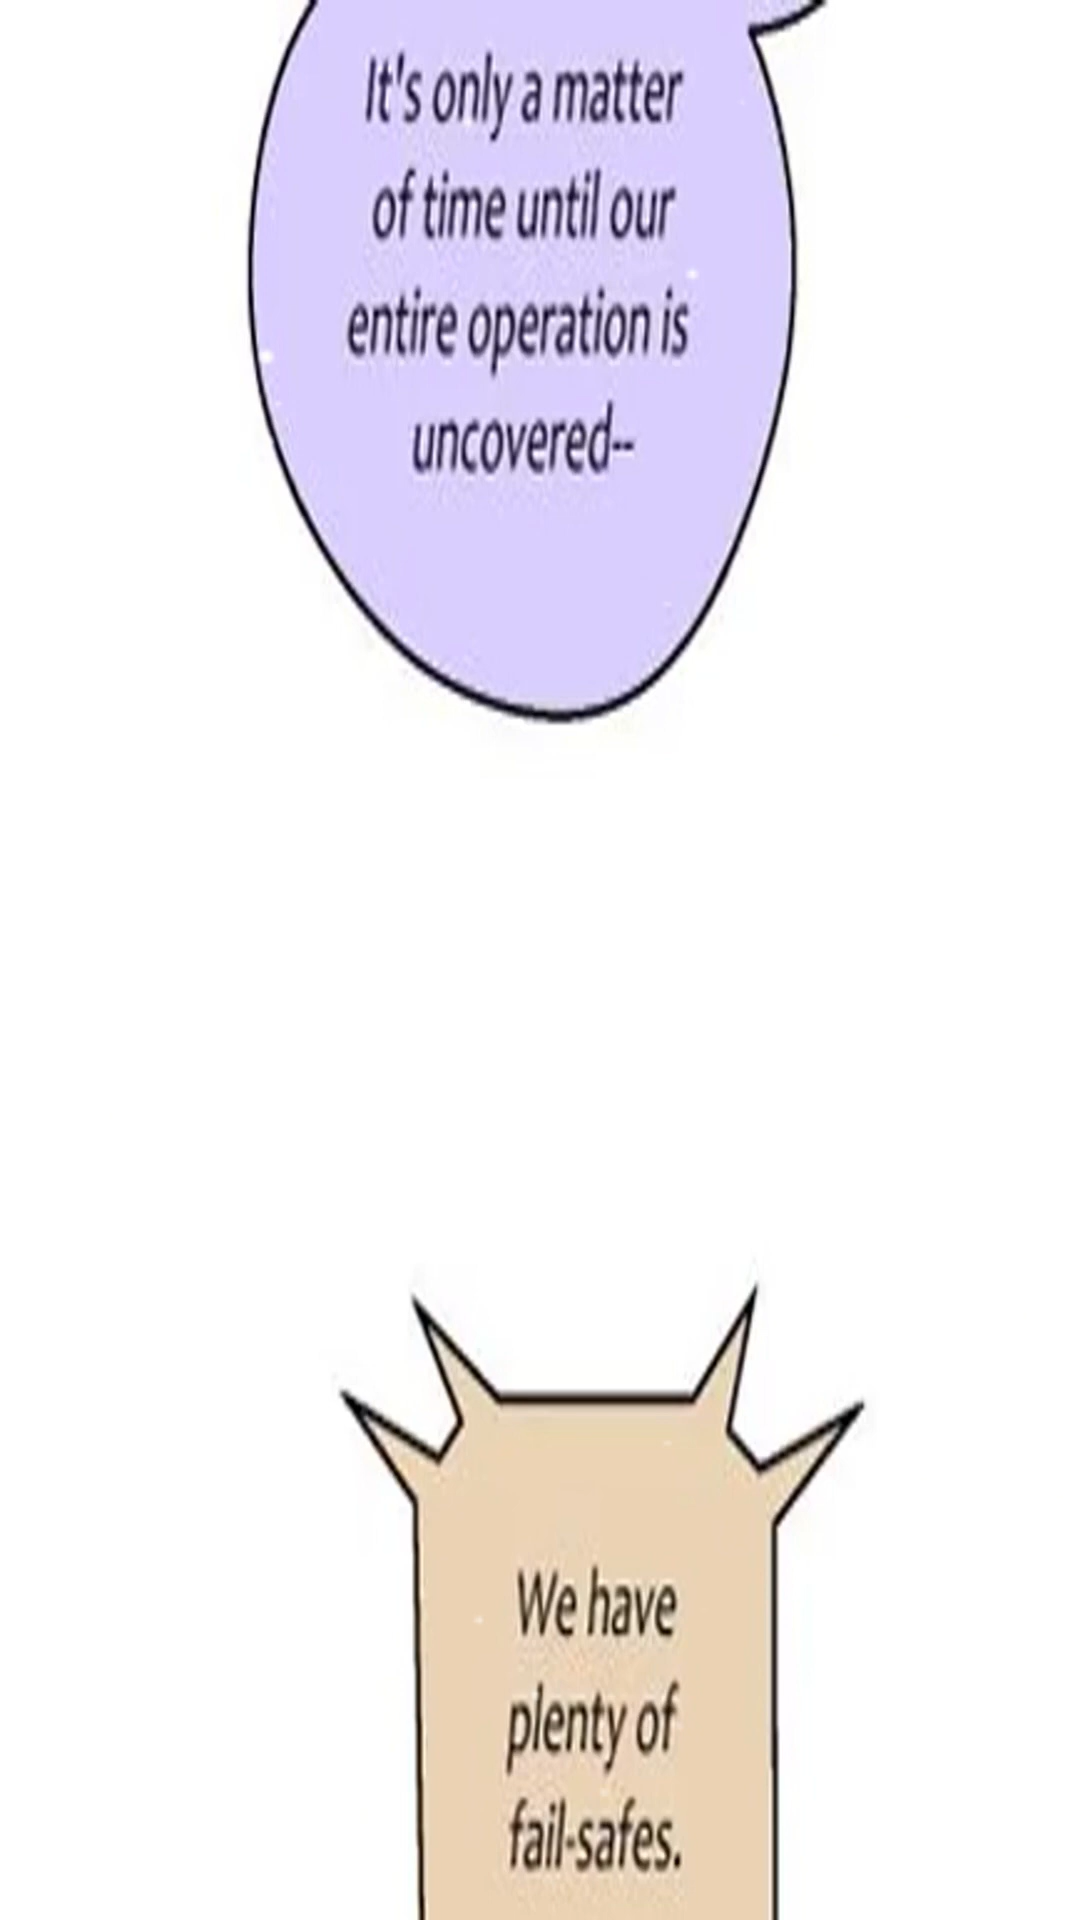 It's only a matter
of time until our
entire operation is
uncovered--
We have
plenty of
fail-safes.